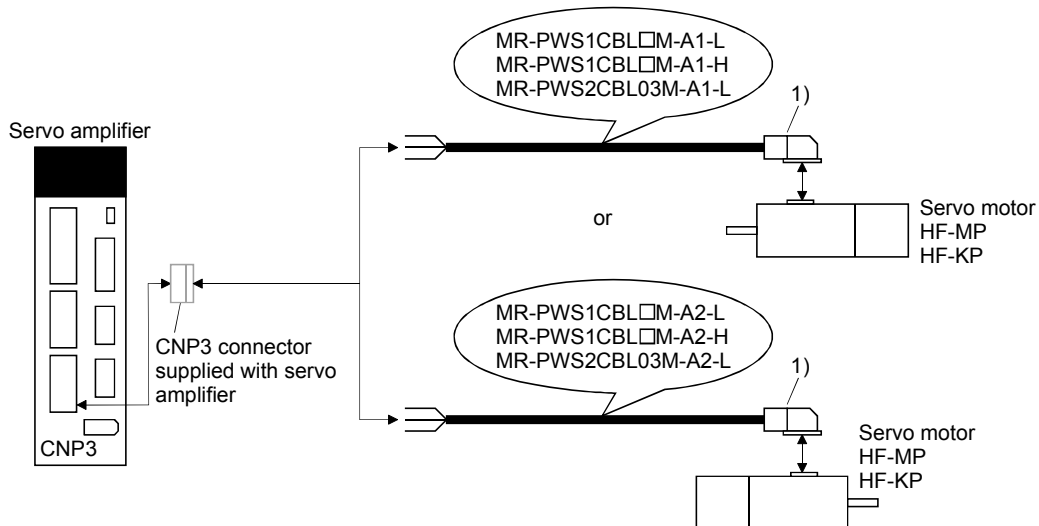 MR-PWS1CBL□M-A1-L
MR-PWS1CBL□M-A1-H
MR-PWS2CBL03M-A1-L
1)
Servo amplifier
Servo motor
HF-MP
HF-KP
or
CNP3 connector
supplied with servo
amplifier
MR-PWS1CBL□M-A2-L
MR-PWS1CBL□M-A2-H
MR-PWS2CBL03M-A2-L
1)
CNP3
Servo motor
HF-MP
HF-KP